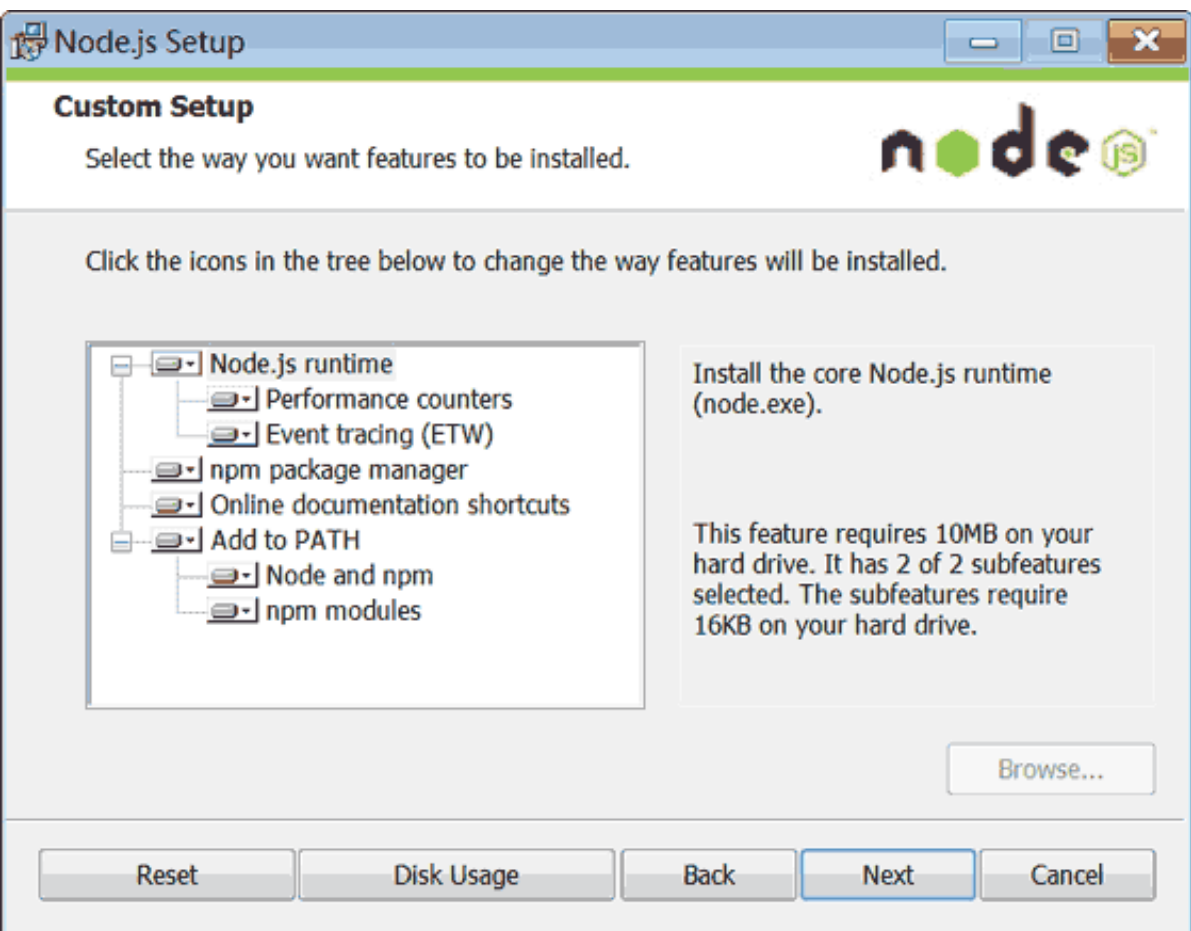 Node.js Setup
Custom Setup
Select the way you want features to be installed.
node JS
Click the icons in the tree below to change the way features will be installed.
Node.js runtime
Performance counters
Event tracing (ETW)
npm package manager
Online documentation shortcuts
Add to PATH
Node and npm
npm modules
Install the core Node.js runtime
(node.exe).
This feature requires 10MB on your
hard drive. It has 2 of 2 subfeatures
selected. The subfeatures require
16KB on your hard drive.
Browse...
Reset
Disk Usage
Back
Next
Cancel